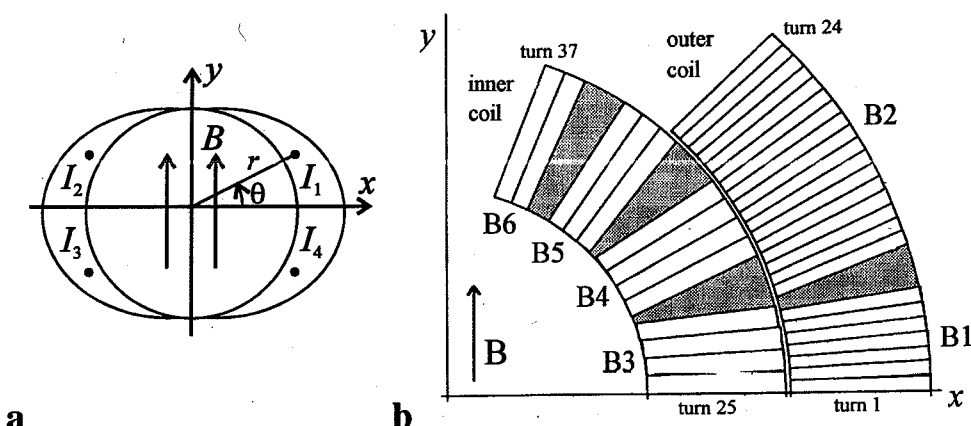 y
B
r
I₂
I₁
θ
x
I₃
I₄
a
y
turn 37
inner
coil
outer
coil
turn 24
B2
B6
B5
B4
B3
B
B1
turn 25
turn 1
x
b